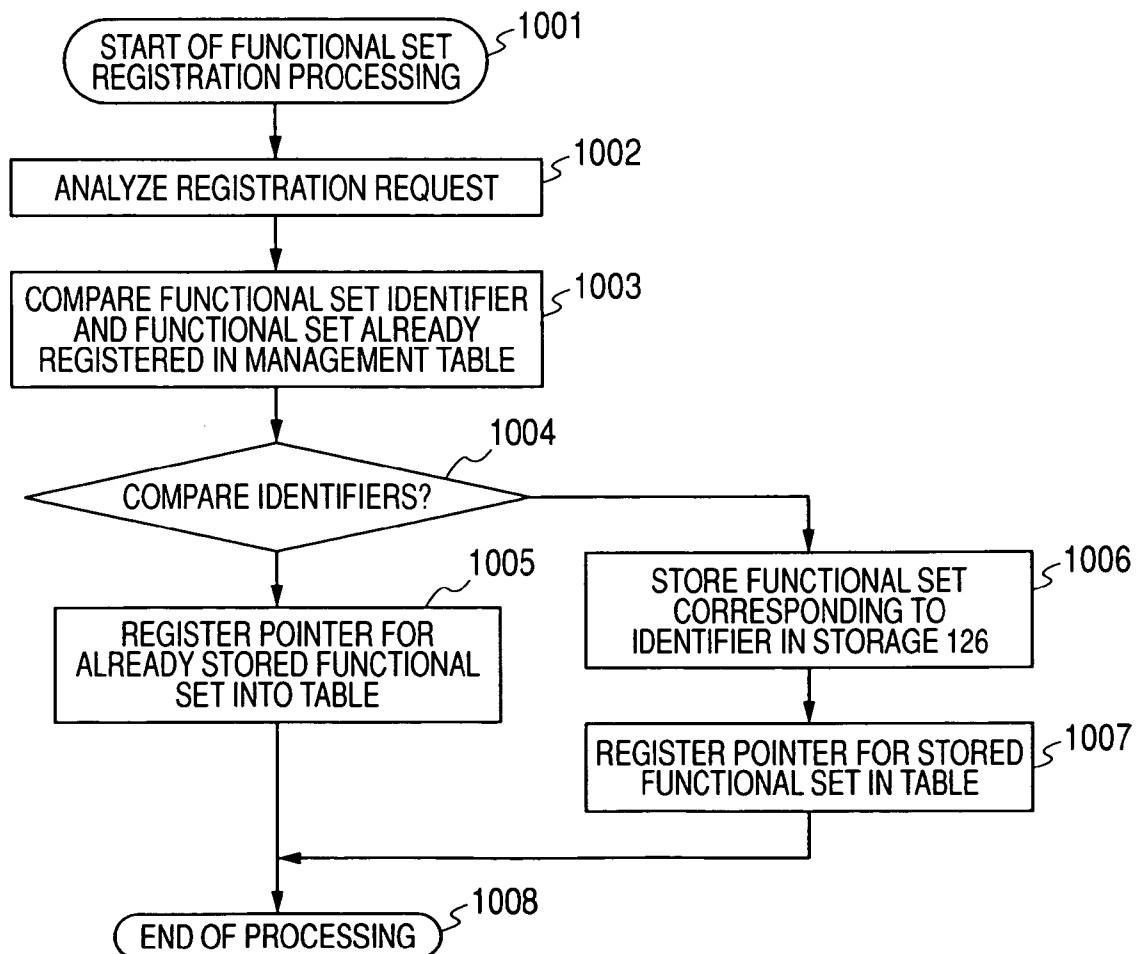 START OF FUNCTIONAL SET
REGISTRATION PROCESSING
1001
ANALYZE REGISTRATION REQUEST
1002
COMPARE FUNCTIONAL SET IDENTIFIER
AND FUNCTIONAL SET ALREADY
REGISTERED IN MANAGEMENT TABLE
1003
COMPARE IDENTIFIERS?
1004
REGISTER POINTER FOR
ALREADY STORED FUNCTIONAL
SET INTO TABLE
1005
STORE FUNCTIONAL SET
CORRESPONDING TO
IDENTIFIER IN STORAGE 126
1006
REGISTER POINTER FOR STORED
FUNCTIONAL SET IN TABLE
1007
END OF PROCESSING
1008